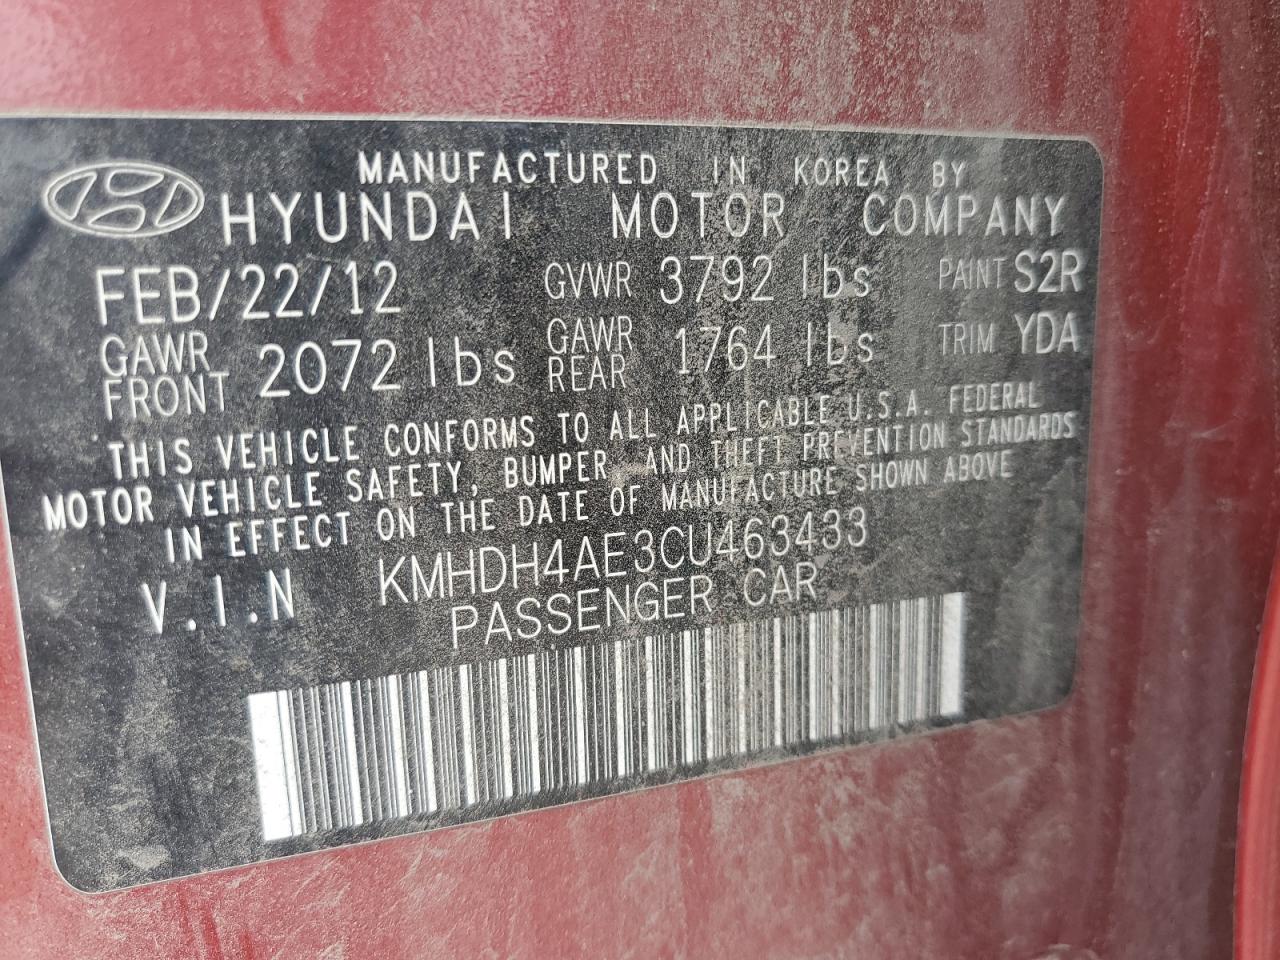 MANUFACTURED IN KOREA BY
HYUNDAI MOTOR COMPANY
FEB/22/12 GVWR 3792 lbs PAINT S2R
GAWR FRONT 2072 lbs GAWR REAR 1764 lbs TRIM YDA
THIS VEHICLE CONFORMS TO ALL APPLICABLE U.S.A. FEDERAL
MOTOR VEHICLE SAFETY, BUMPER, AND THEFT PREVENTION STANDARDS
IN EFFECT ON THE DATE OF MANUFACTURE SHOWN ABOVE
V.I.N KMHDH4AE3CU463433
PASSENGER CAR